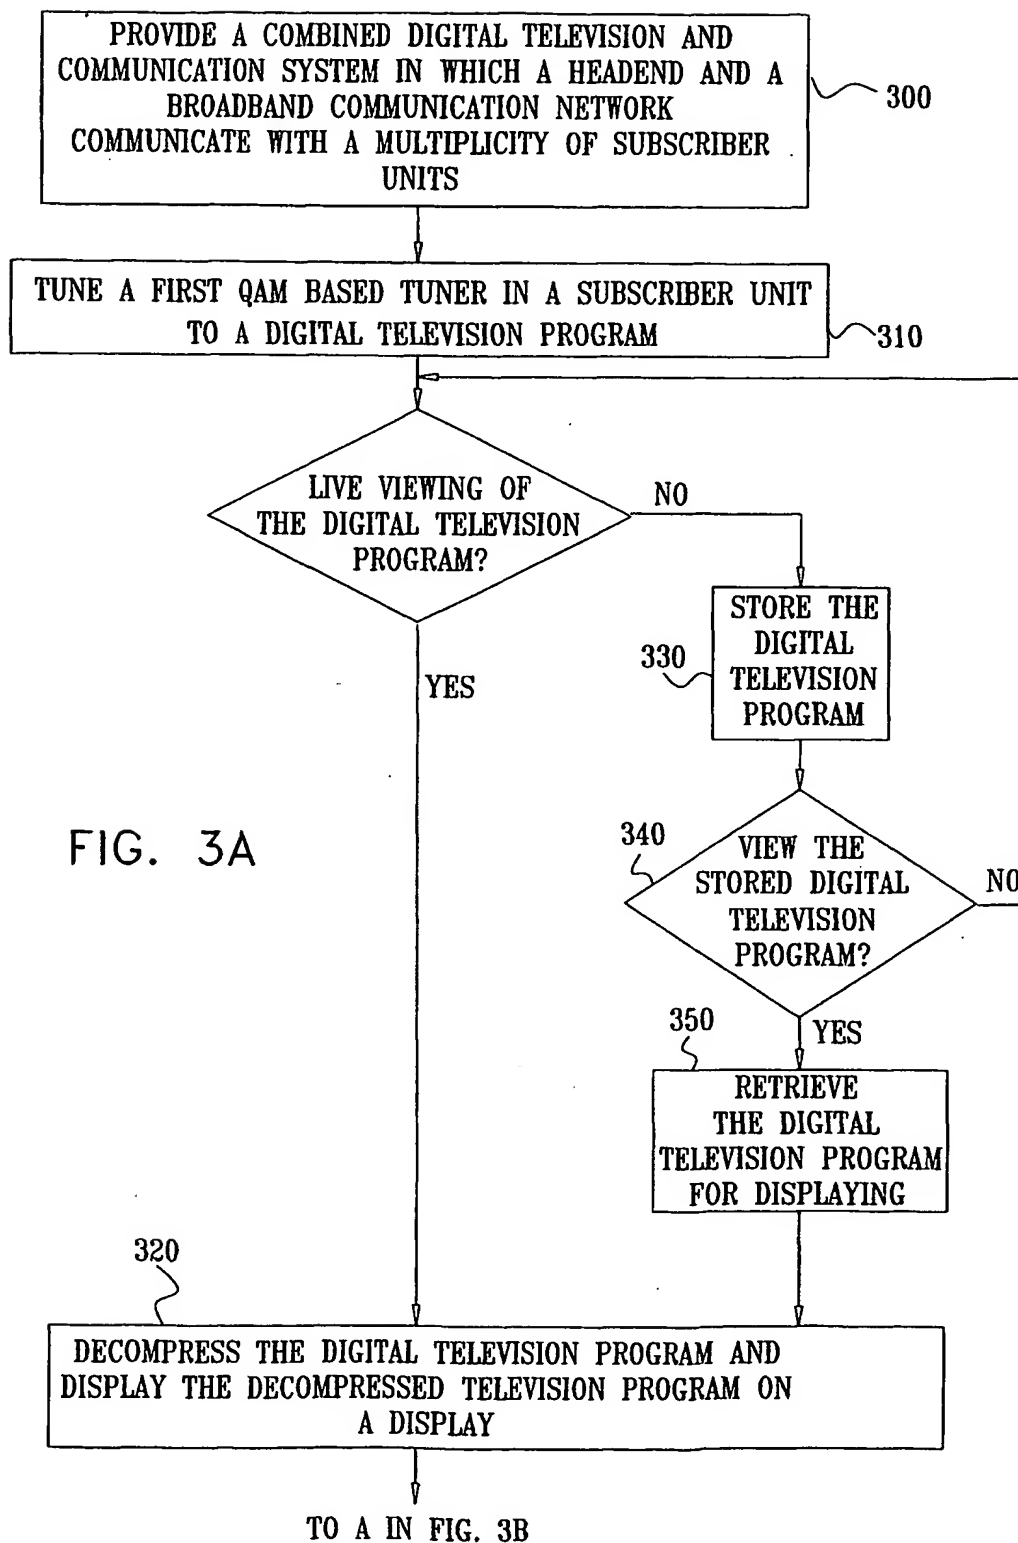 PROVIDE A COMBINED DIGITAL TELEVISION AND
COMMUNICATION SYSTEM IN WHICH A HEADEND AND A
BROADBAND COMMUNICATION NETWORK
COMMUNICATE WITH A MULTIPLICITY OF SUBSCRIBER
UNITS
300
TUNE A FIRST QAM BASED TUNER IN A SUBSCRIBER UNIT
TO A DIGITAL TELEVISION PROGRAM
310
LIVE VIEWING OF
THE DIGITAL TELEVISION
PROGRAM?
NO
YES
330
STORE THE
DIGITAL
TELEVISION
PROGRAM
FIG. 3A
340
VIEW THE
STORED DIGITAL
TELEVISION
PROGRAM?
NO
YES
350
RETRIEVE
THE DIGITAL
TELEVISION PROGRAM
FOR DISPLAYING
320
DECOMPRESS THE DIGITAL TELEVISION PROGRAM AND
DISPLAY THE DECOMPRESSED TELEVISION PROGRAM ON
A DISPLAY
TO A IN FIG. 3B